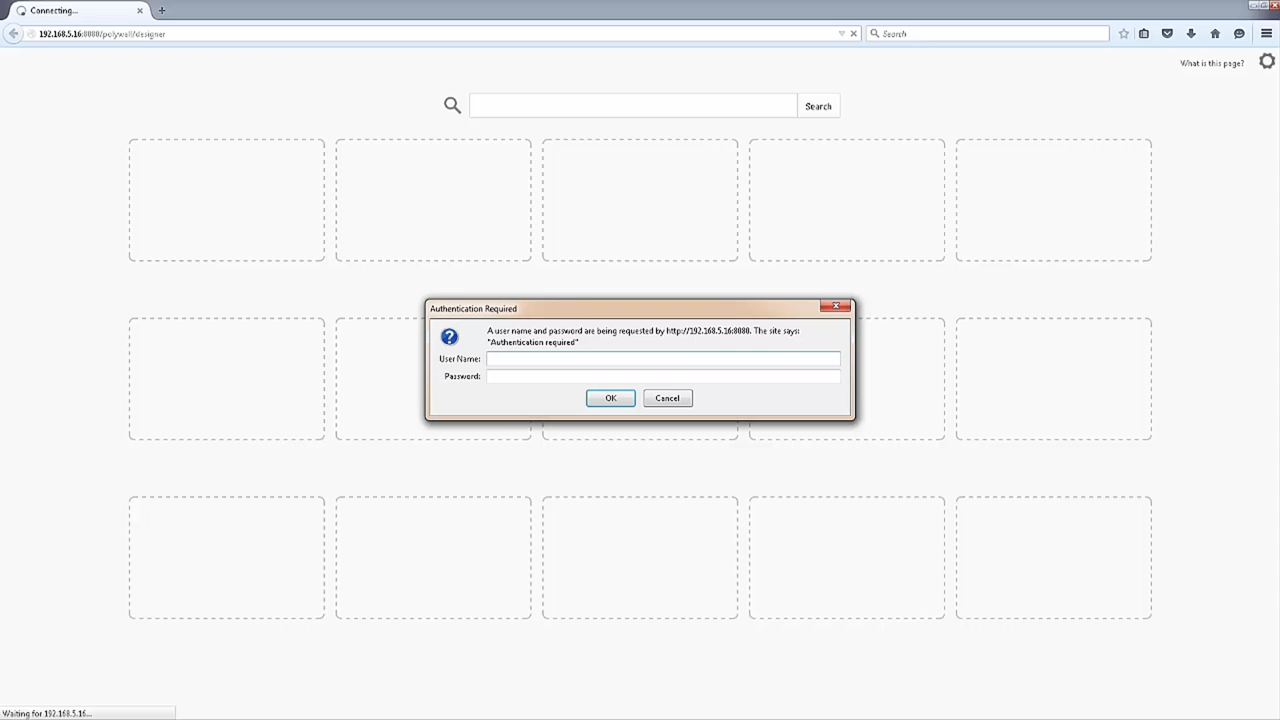 Connecting...
192.168.5.16:8080/polywall/designer
Search
What is this page?
Search
Authentication Required
A user name and password are being requested by http://192.168.5.16:8080. The site says:
"Authentication required"
User Name:
Password:
OK
Cancel
Waiting for 192.168.5.16...